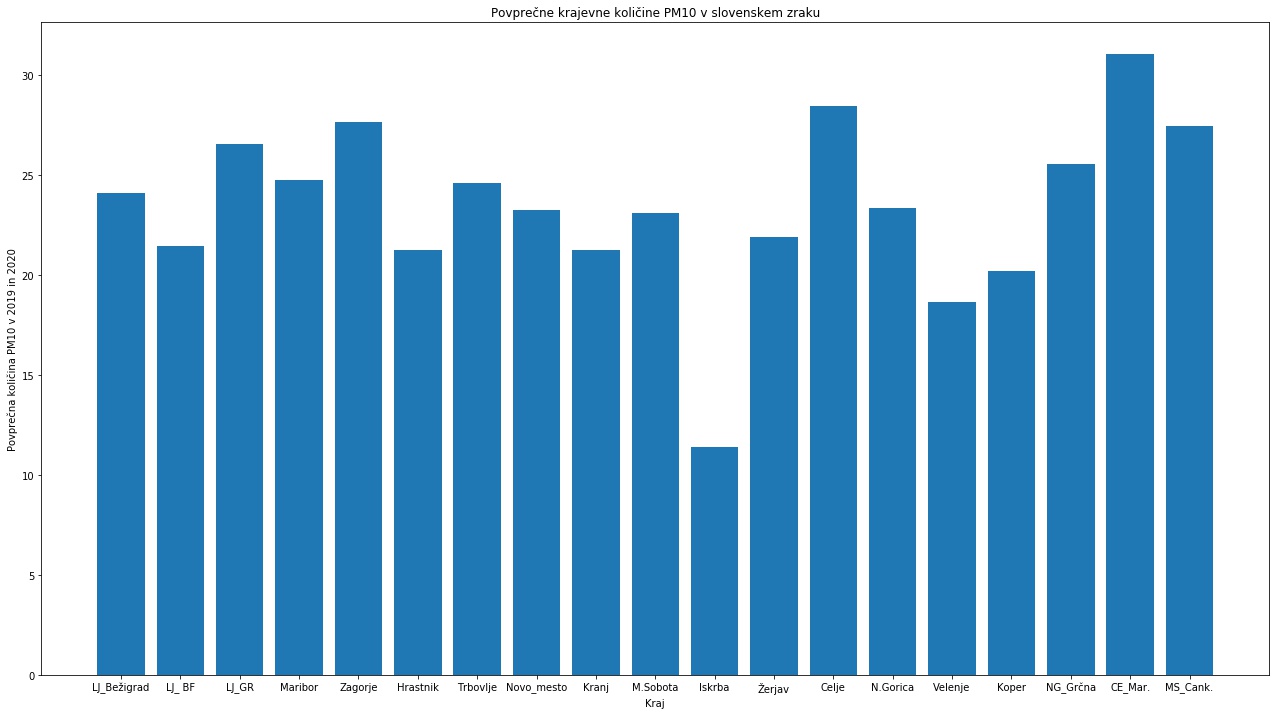 Povprečne krajevne količine PM10 v slovenskem zraku
Povprečna količina PM10 v 2019 in 2020
30
25
20
15
10
5
0
LJ_Bežigrad LJ_ BF LJ_GR Maribor Zagorje Hrastnik Trbovlje Novo_mesto Kranj M.Sobota Iskrba Žerjav Celje N.Gorica Velenje Koper NG_Grčna CE_Mar. MS_Cank.
Kraj